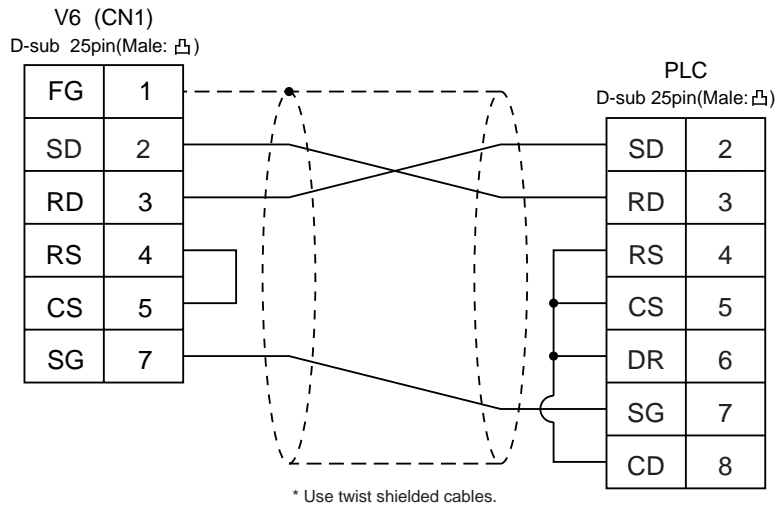 V6 (CN1)
D-sub 25pin(Male: 凸)
FG 1
SD 2
RD 3
RS 4
CS 5
SG 7
PLC
D-sub 25pin(Male: 凸)
SD 2
RD 3
RS 4
CS 5
DR 6
SG 7
CD 8
* Use twist shielded cables.